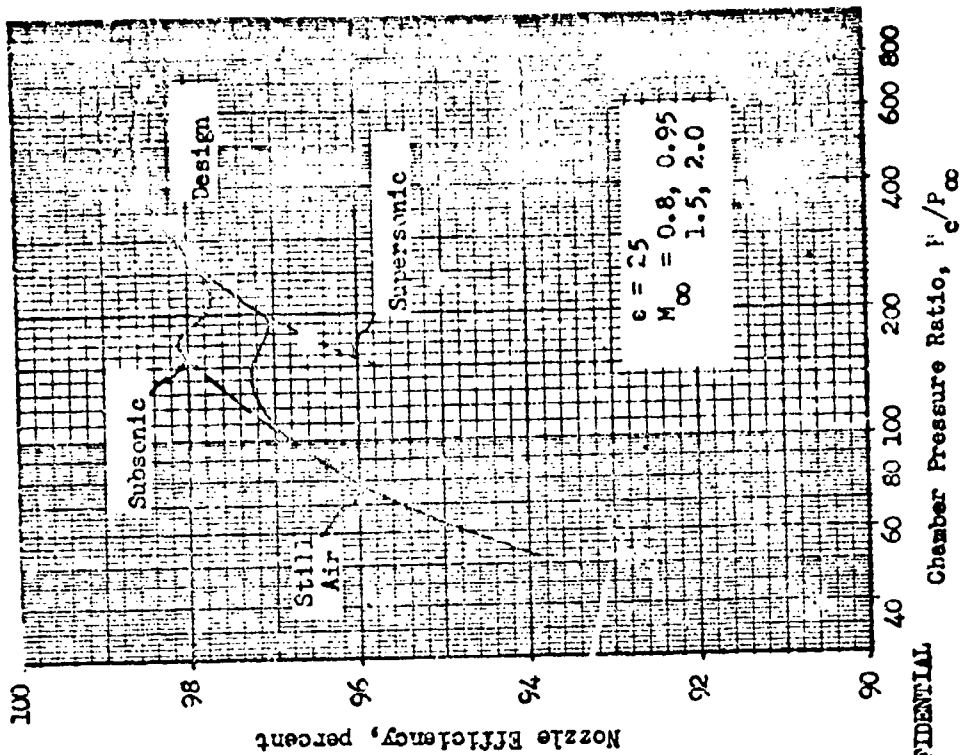 Nozzle Efficiency, percent
100
98
96
94
92
90
Subsonic
Design
Supersonic
Still
Air
ε = 25
M∞ = 0.8, 0.95
1.5, 2.0
40
60
80
100
200
400
600
800
Chamber Pressure Ratio, Pc/P∞
FIDENTIAL